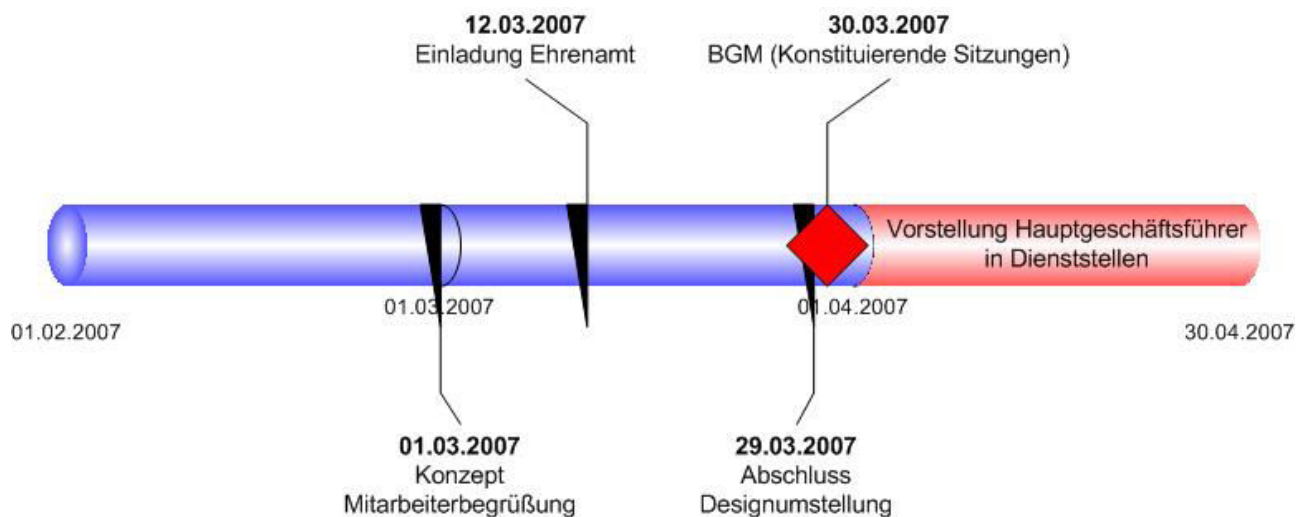 12.03.2007
Einladung Ehrenamt
30.03.2007
BGM (Konstituierende Sitzungen)
Vorstellung Hauptgeschäftsführer
in Dienststellen
01.03.2007
01.04.2007
01.02.2007
30.04.2007
01.03.2007
Konzept
Mitarbeiterbegrüßung
29.03.2007
Abschluss
Designumstellung